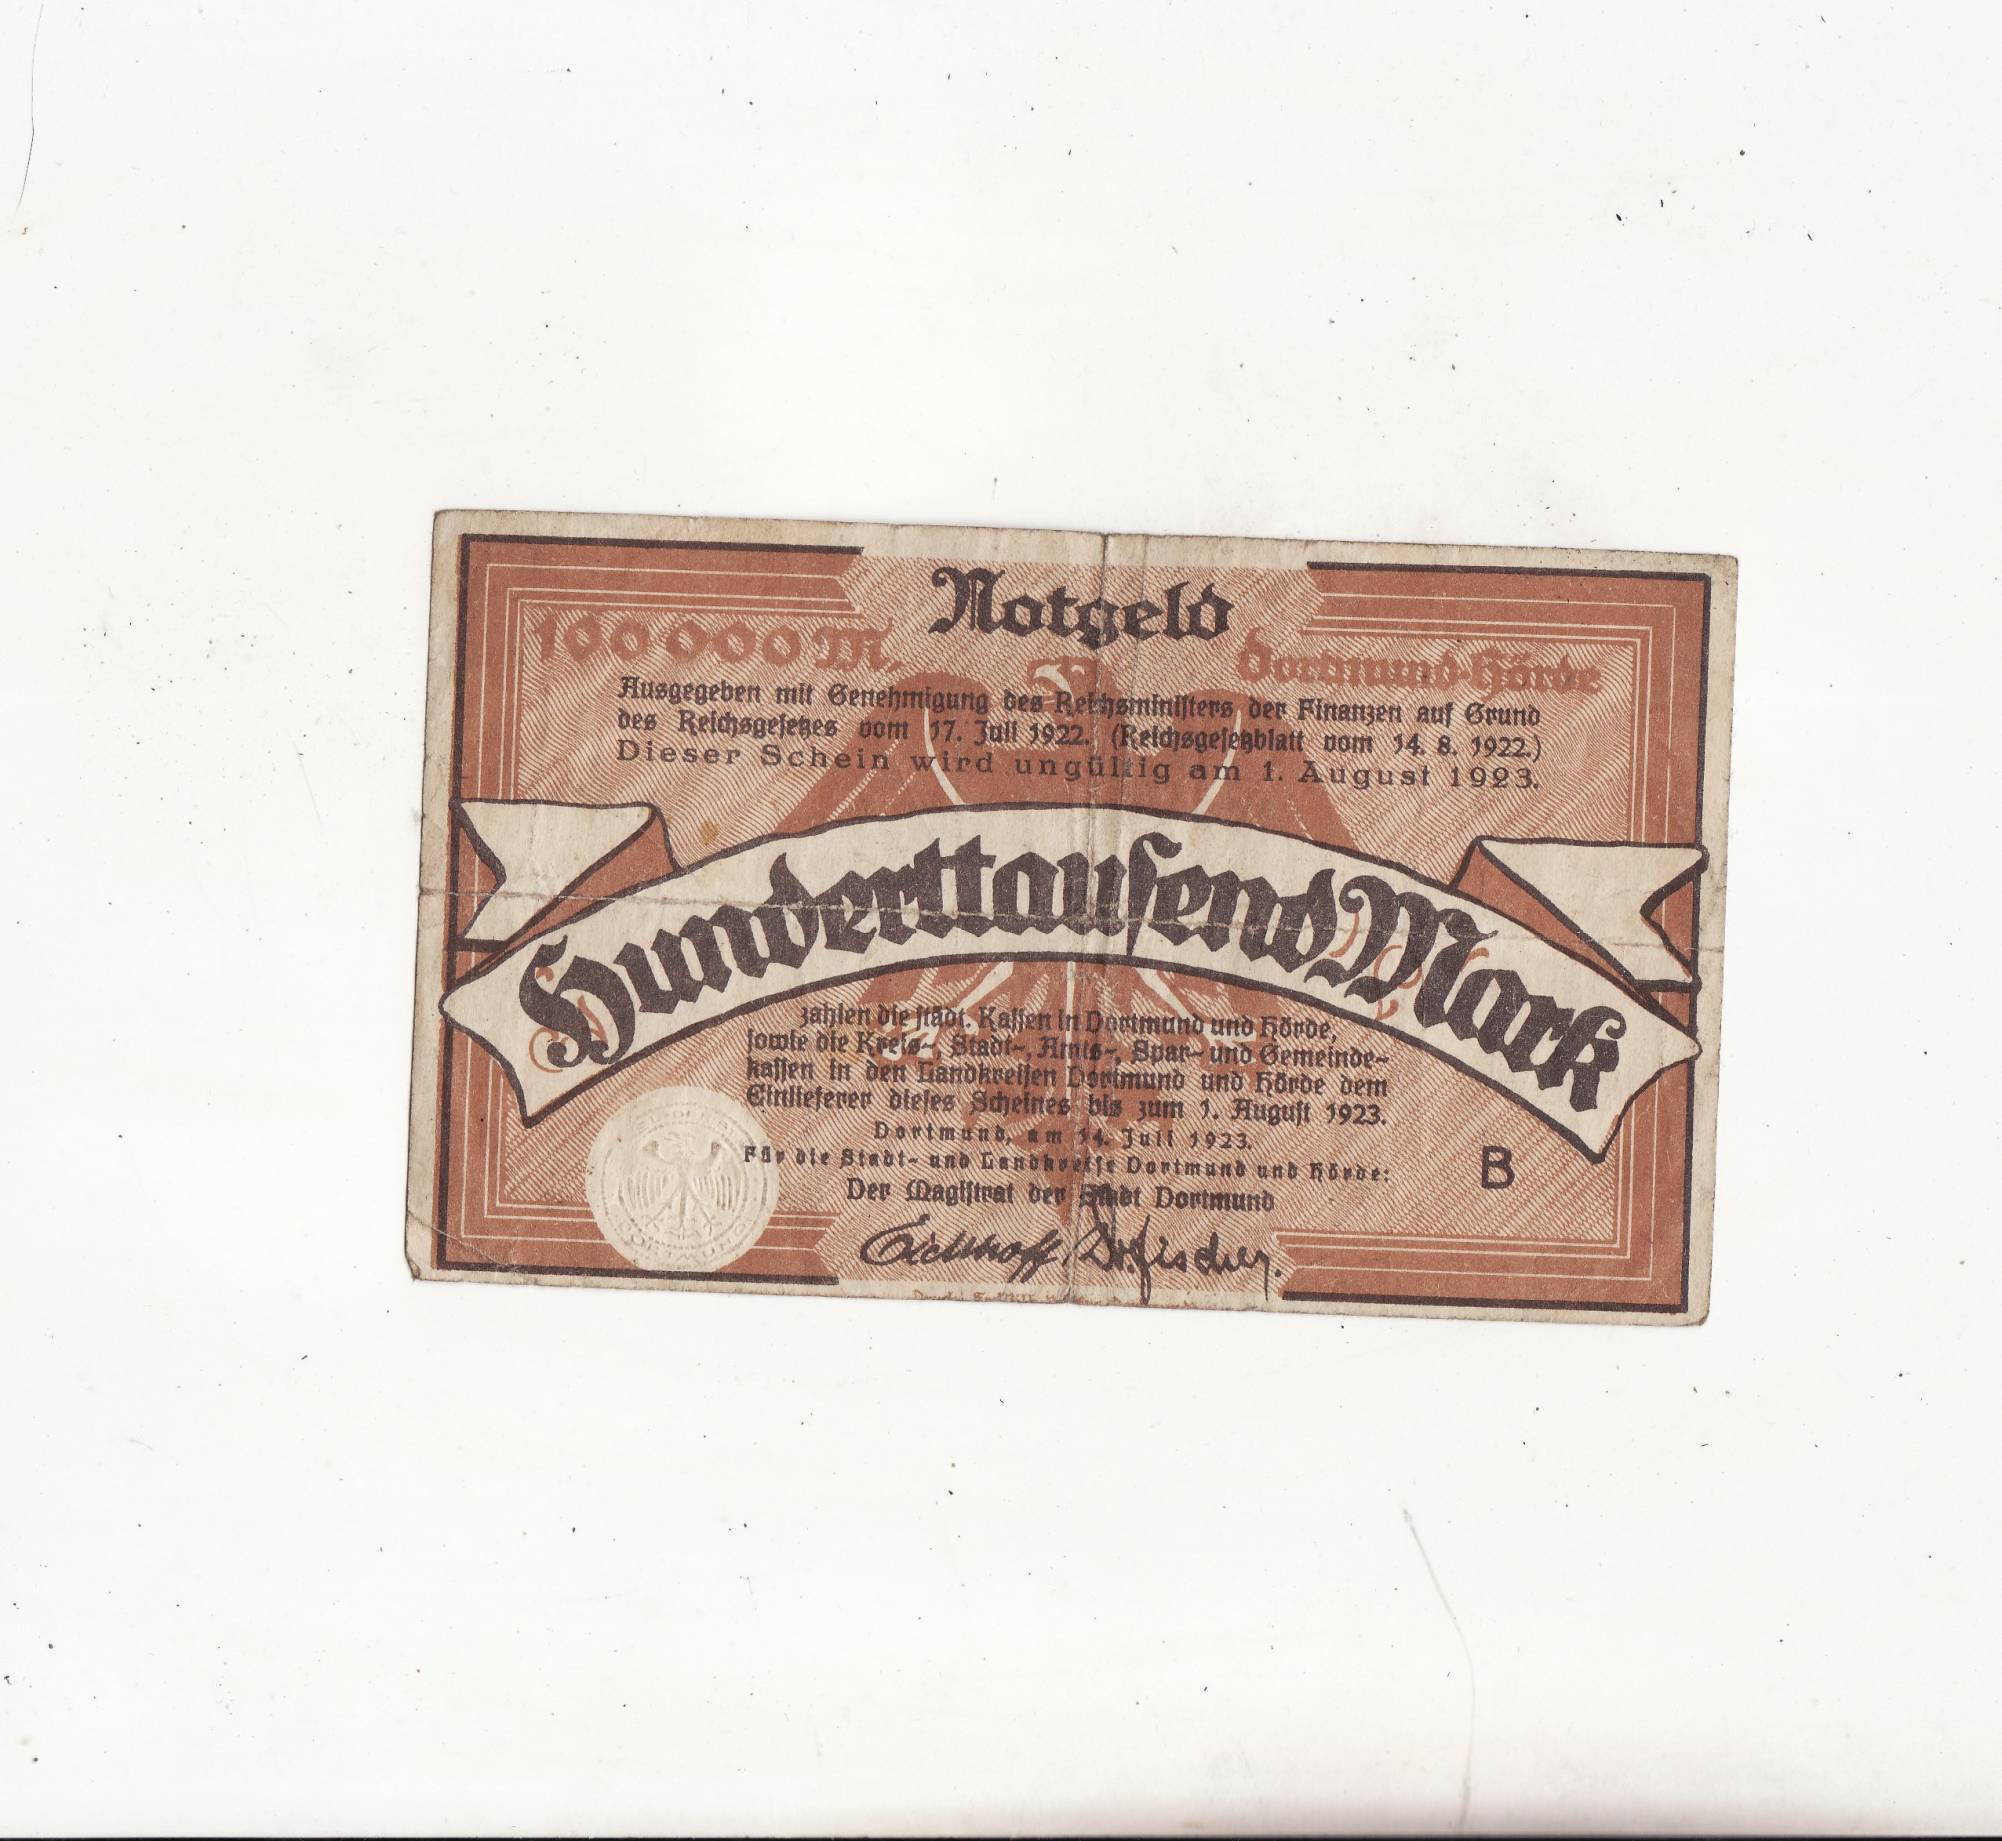 Notgeld
100 000 M.
Dortmund-Hörde
Ausgegeben mit Genehmigung des Reichsministers der Finanzen auf Grund
des Reichsgesetzes vom 17. Juli 1922. (Reichsgesetzblatt vom 14. 8. 1922.)
Dieser Schein wird ungültig am 1. August 1923.
Hunderttausend Mark
zahlen die städt. Kassen in Dortmund und Hörde,
sowie die Kreis-, Stadt-, Amts-, Spar- und Gemeinde-
kassen in den Landkreisen Dortmund und Hörde dem
Einlieferer dieses Scheines bis zum 1. August 1923.
Dortmund, am 14. Juli 1923.
Für die Stadt- und Landkreise Dortmund und Hörde:
Der Magistrat der Stadt Dortmund
B
Eichhoff Dr. Fischer.
DORTMUND